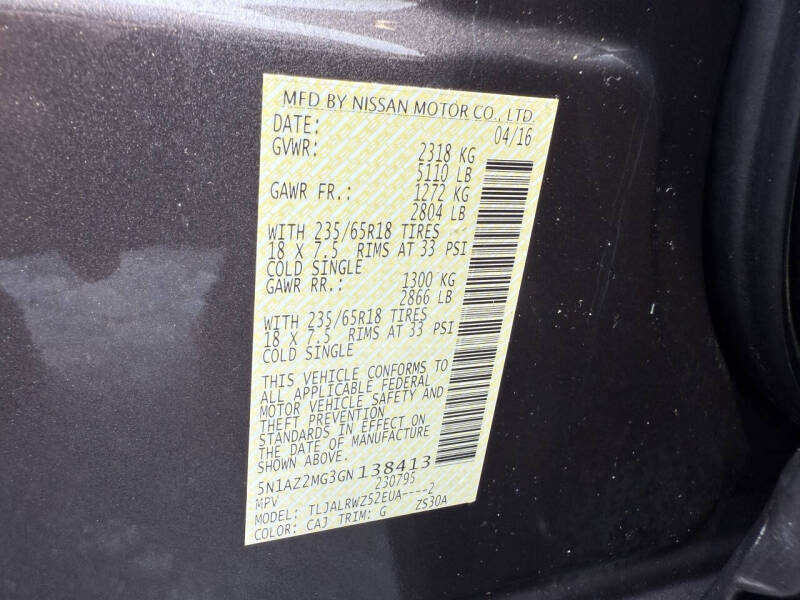 MFD BY NISSAN MOTOR CO., LTD.
DATE: 04/16
GVWR: 2318 KG
5110 LB
GAWR FR.: 1272 KG
2804 LB
WITH 235/65R18 TIRES
18 X 7.5 RIMS AT 33 PSI
COLD SINGLE
GAWR RR.: 1300 KG
2866 LB
WITH 235/65R18 TIRES
18 X 7.5 RIMS AT 33 PSI
COLD SINGLE
THIS VEHICLE CONFORMS TO
ALL APPLICABLE FEDERAL
MOTOR VEHICLE SAFETY AND
THEFT PREVENTION
STANDARDS IN EFFECT ON
THE DATE OF MANUFACTURE
SHOWN ABOVE.
5N1AZ2MG3GN138413
MPV 230795
MODEL: TLJALRWZ52EUA----2
COLOR: CAJ TRIM: G ZS30A